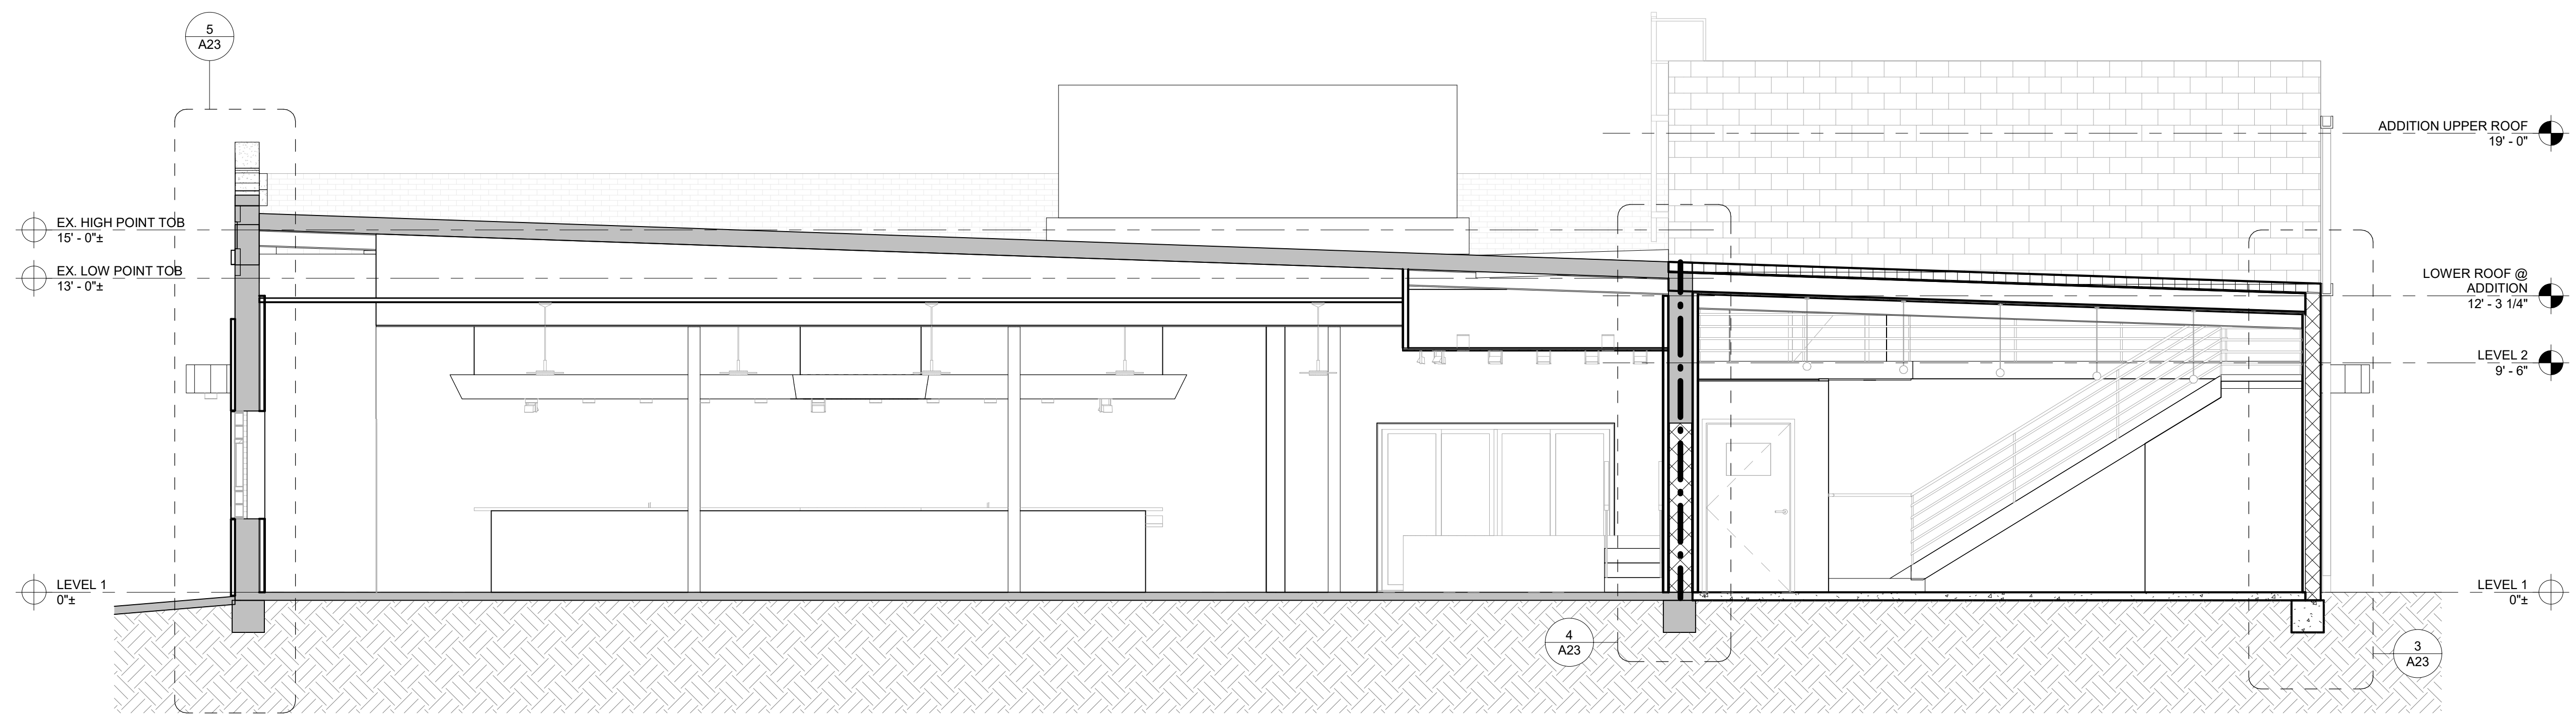 5
A23
ADDITION UPPER ROOF
19' - 0"
EX. HIGH POINT TOB
15' - 0"±
EX. LOW POINT TOB
13' - 0"±
LOWER ROOF @
ADDITION
12' - 3 1/4"
LEVEL 2
9' - 6"
LEVEL 1
0"±
LEVEL 1
0"±
4
A23
3
A23